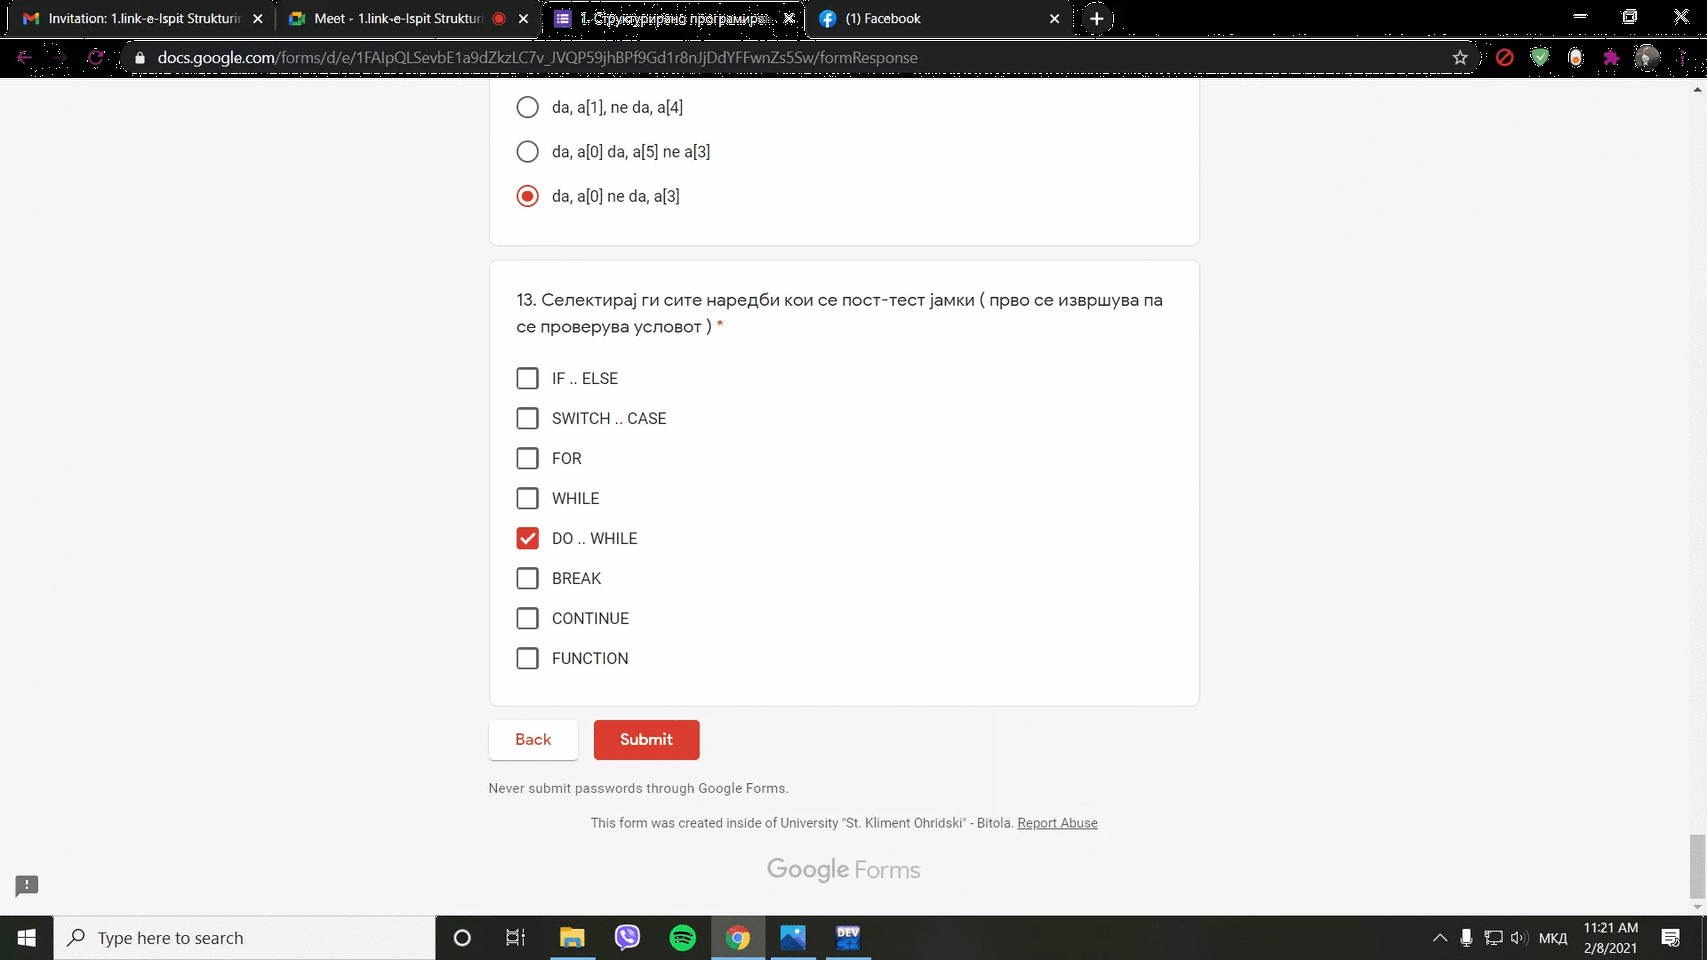 Invitation: 1.link-e-Ispit Strukturir
Meet - 1.link-e-Ispit Strukturi
1. Структурирано програмира
(1) Facebook
docs.google.com/forms/d/e/1FAIpQLSevbE1a9dZkzLC7v_JVQP59jhBPf9Gd1r8nJjDdYFFwnZs5Sw/formResponse
da, a[1], ne da, a[4]
da, a[0] da, a[5] ne a[3]
da, a[0] ne da, a[3]
13. Селектирај ги сите наредби кои се пост-тест јамки ( прво се извршува па
се проверува условот ) *
IF .. ELSE
SWITCH .. CASE
FOR
WHILE
DO .. WHILE
BREAK
CONTINUE
FUNCTION
Back
Submit
Never submit passwords through Google Forms.
This form was created inside of University "St. Kliment Ohridski" - Bitola. Report Abuse
Google Forms
Type here to search
DEV
МКД
11:21 AM
2/8/2021